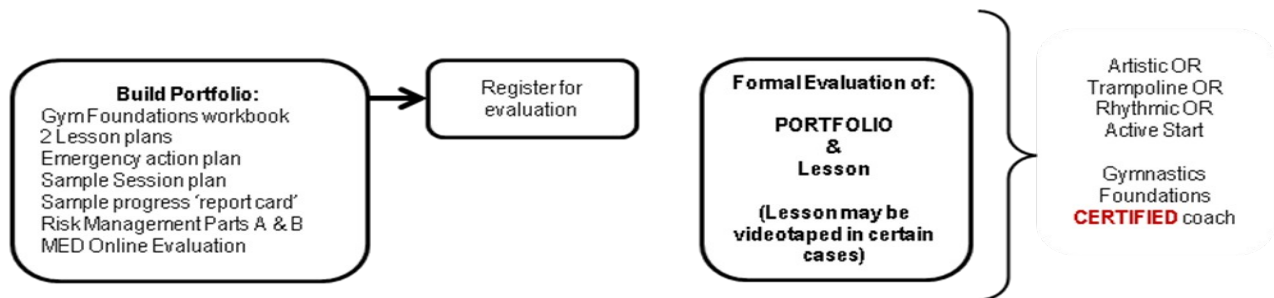 Build Portfolio:
Gym Foundations workbook
2 Lesson plans
Emergency action plan
Sample Session plan
Sample progress ‘report card’
Risk Management Parts A & B
MED Online Evaluation
Register for
evaluation
Formal Evaluation of:
PORTFOLIO
&
Lesson
(Lesson may be
videotaped in certain
cases)
Artistic OR
Trampoline OR
Rhythmic OR
Active Start
Gymnastics
Foundations
CERTIFIED coach